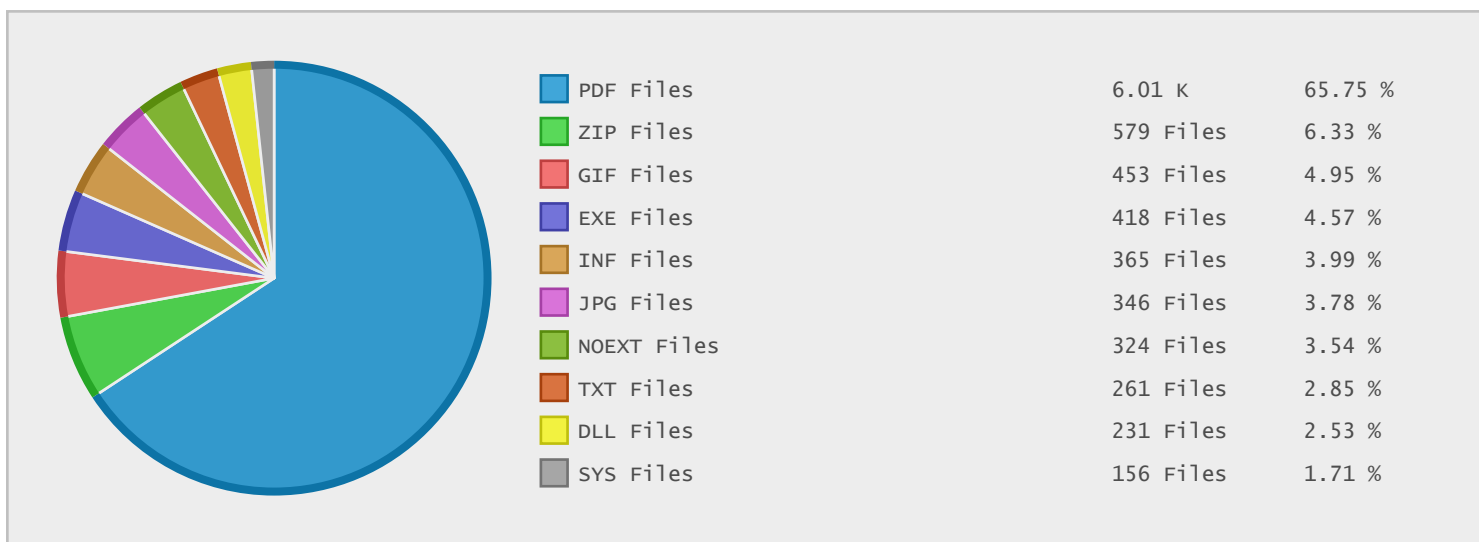 PDF Files 6.01 K 65.75 %
ZIP Files 579 Files 6.33 %
GIF Files 453 Files 4.95 %
EXE Files 418 Files 4.57 %
INF Files 365 Files 3.99 %
JPG Files 346 Files 3.78 %
NOEXT Files 324 Files 3.54 %
TXT Files 261 Files 2.85 %
DLL Files 231 Files 2.53 %
SYS Files 156 Files 1.71 %